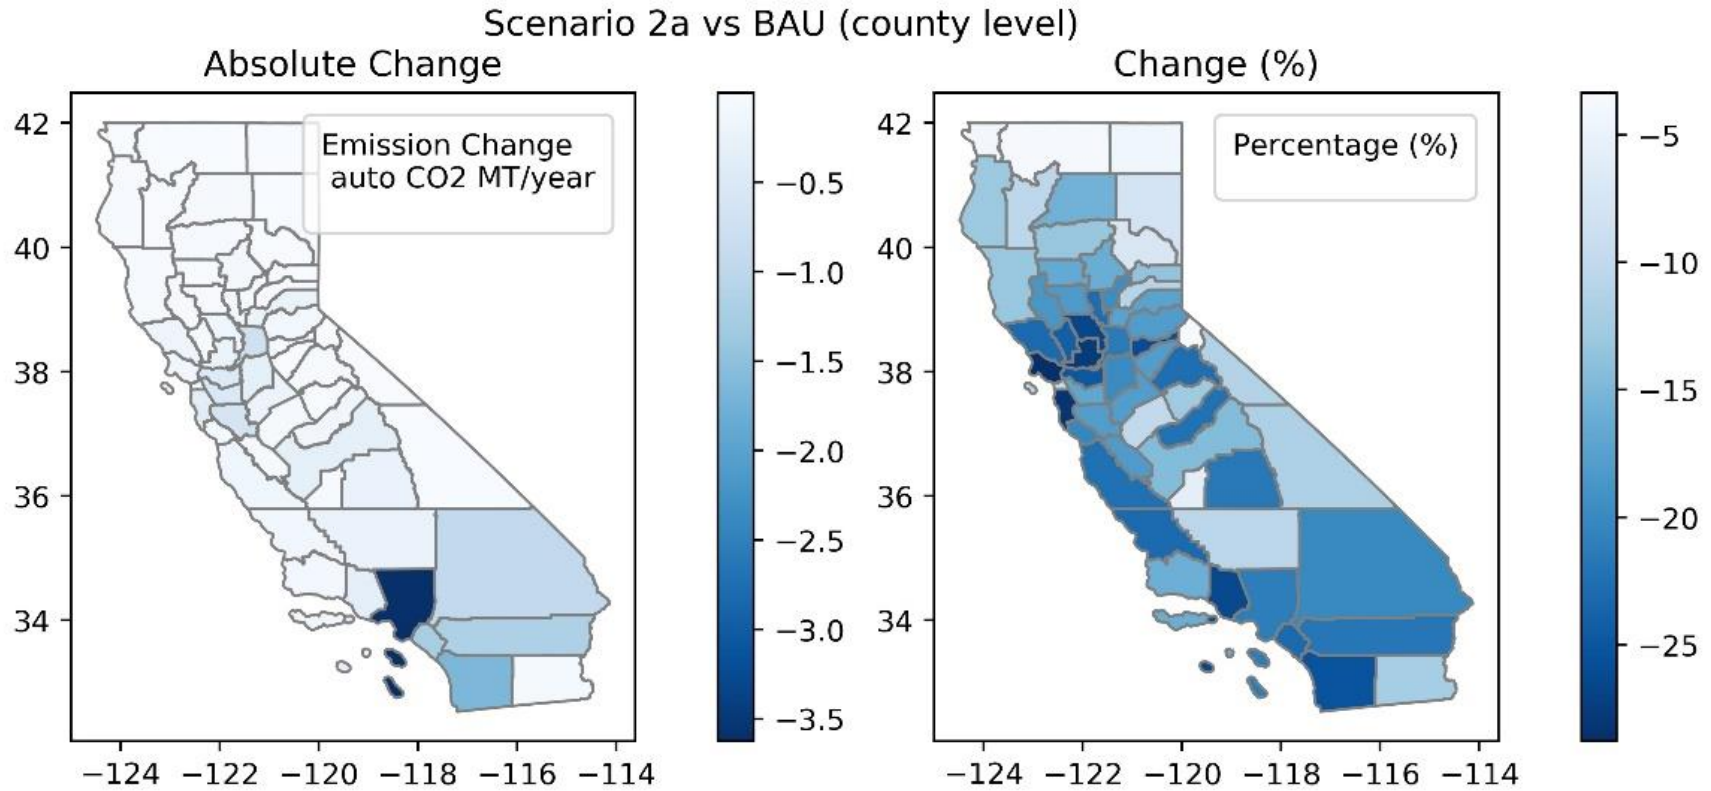 Scenario 2a vs BAU (county level)
Absolute Change
Emission Change
auto CO2 MT/year
42
40
38
36
34
−124 −122 −120 −118 −116 −114
−0.5
−1.0
−1.5
−2.0
−2.5
−3.0
−3.5
Change (%)
Percentage (%)
42
40
38
36
34
−124 −122 −120 −118 −116 −114
−5
−10
−15
−20
−25